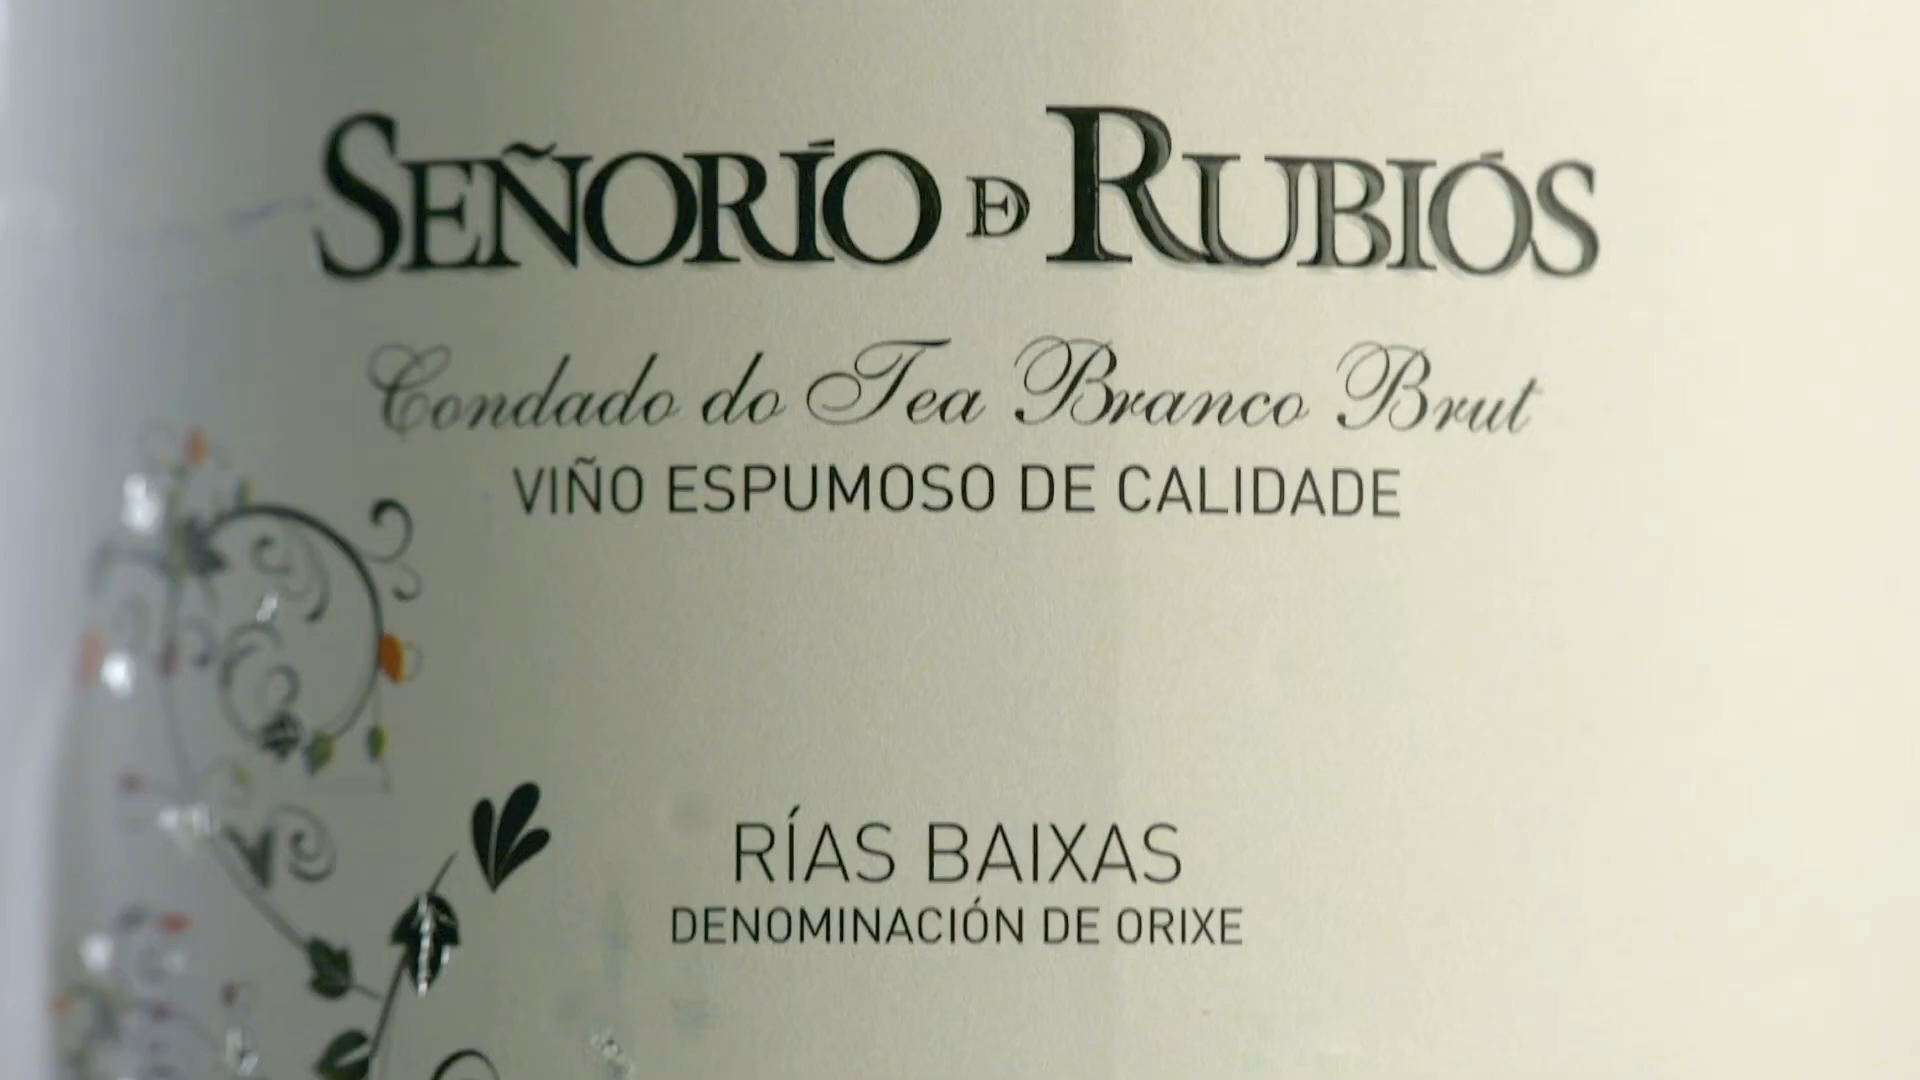 SEÑORÍO DE RUBIÓS
Condado do Tea Branco Brut
VIÑO ESPUMOSO DE CALIDADE
RÍAS BAIXAS
DENOMINACIÓN DE ORIXE